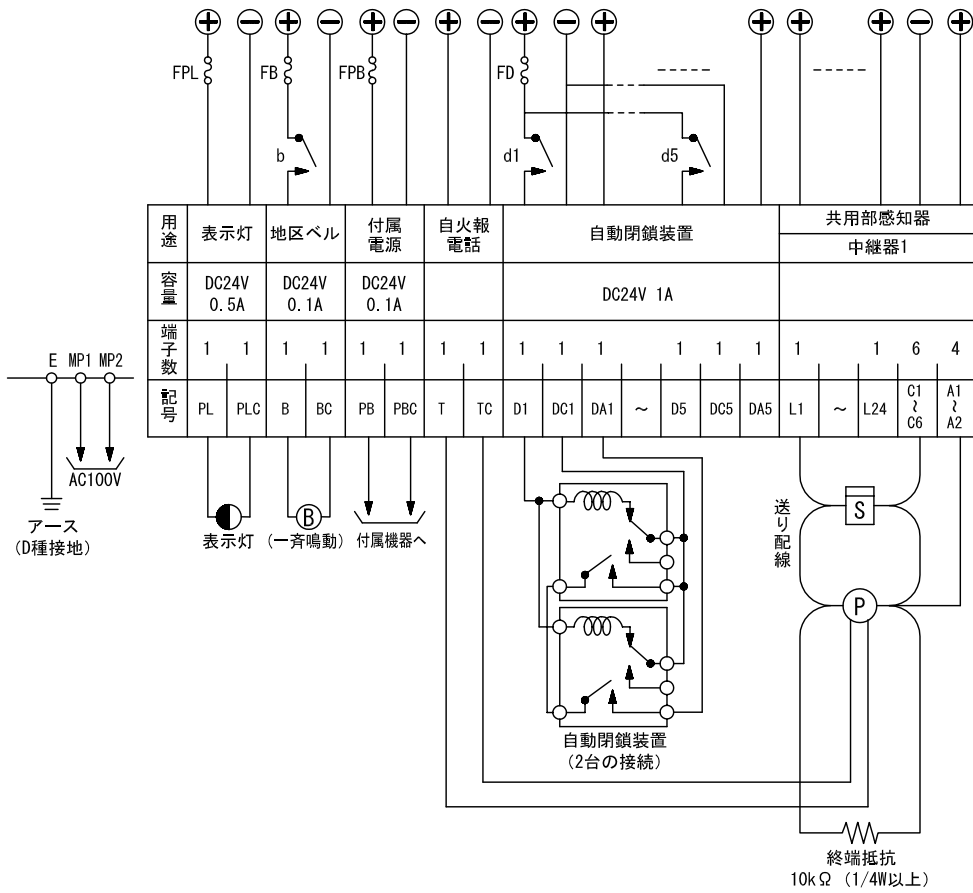 FPL
FB
FPB
FD
b
d1
d5
用途
表示灯
地区ベル
付属
電源
自火報
電話
自動閉鎖装置
共用部感知器
中継器1
容量
DC24V
0.5A
DC24V
0.1A
DC24V
0.1A
DC24V 1A
端子数
1 1 1 1 1 1 1 1 1 1 1 1 1 1 1 1 6 4
記号
PL PLC B BC PB PBC T TC D1 DC1 DA1 ～ D5 DC5 DA5 L1 ～ L24 C1～C6 A1～A2
E MP1 MP2
AC100V
アース
(D種接地)
表示灯
B
(一斉鳴動)
付属機器へ
自動閉鎖装置
(2台の接続)
送り配線
S
P
終端抵抗
10kΩ (1/4W以上)